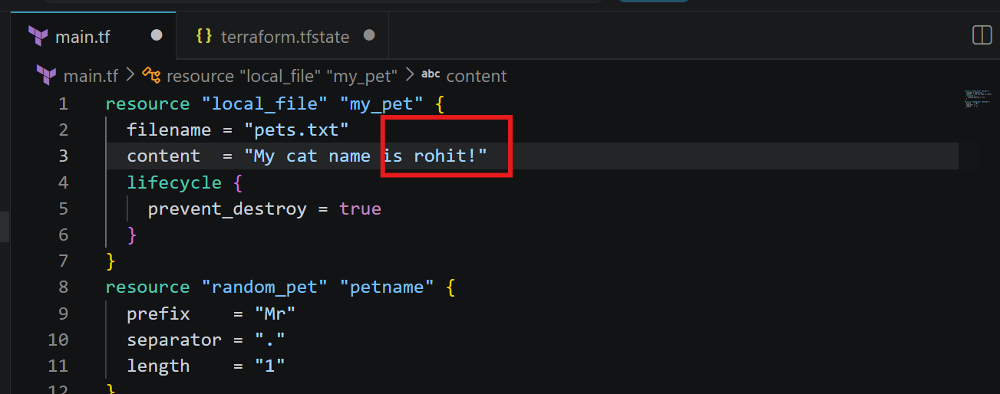 main.tf
{} terraform.tfstate
main.tf > resource "local_file" "my_pet" > abc content
1 resource "local_file" "my_pet" {
2 filename = "pets.txt"
3 content = "My cat name is rohit!"
4 lifecycle {
5 prevent_destroy = true
6 }
7 }
8 resource "random_pet" "petname" {
9 prefix = "Mr"
10 separator = "."
11 length = "1"
12 }